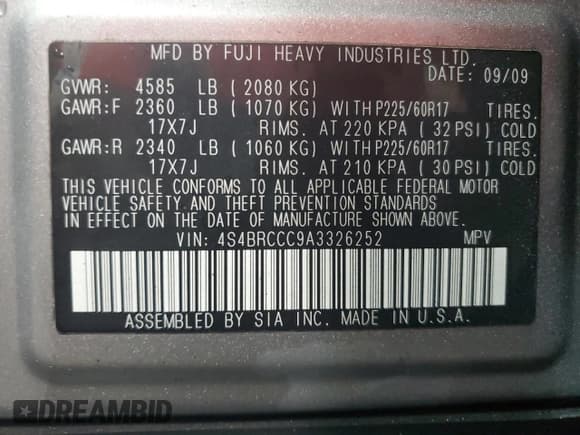 MFD BY FUJI HEAVY INDUSTRIES LTD.
DATE: 09/09
GVWR: 4585 LB ( 2080 KG)
GAWR:F 2360 LB ( 1070 KG) WITH P225/60R17 TIRES.
17X7J RIMS. AT 220 KPA ( 32 PSI) COLD
GAWR:R 2340 LB ( 1060 KG) WITH P225/60R17 TIRES.
17X7J RIMS. AT 210 KPA ( 30 PSI) COLD
THIS VEHICLE CONFORMS TO ALL APPLICABLE FEDERAL MOTOR
VEHICLE SAFETY AND THEFT PREVENTION STANDARDS
IN EFFECT ON THE DATE OF MANUFACTURE SHOWN ABOVE.
VIN: 4S4BRCCC9A3326252 MPV
ASSEMBLED BY SIA INC. MADE IN U.S.A.
DREAMBID